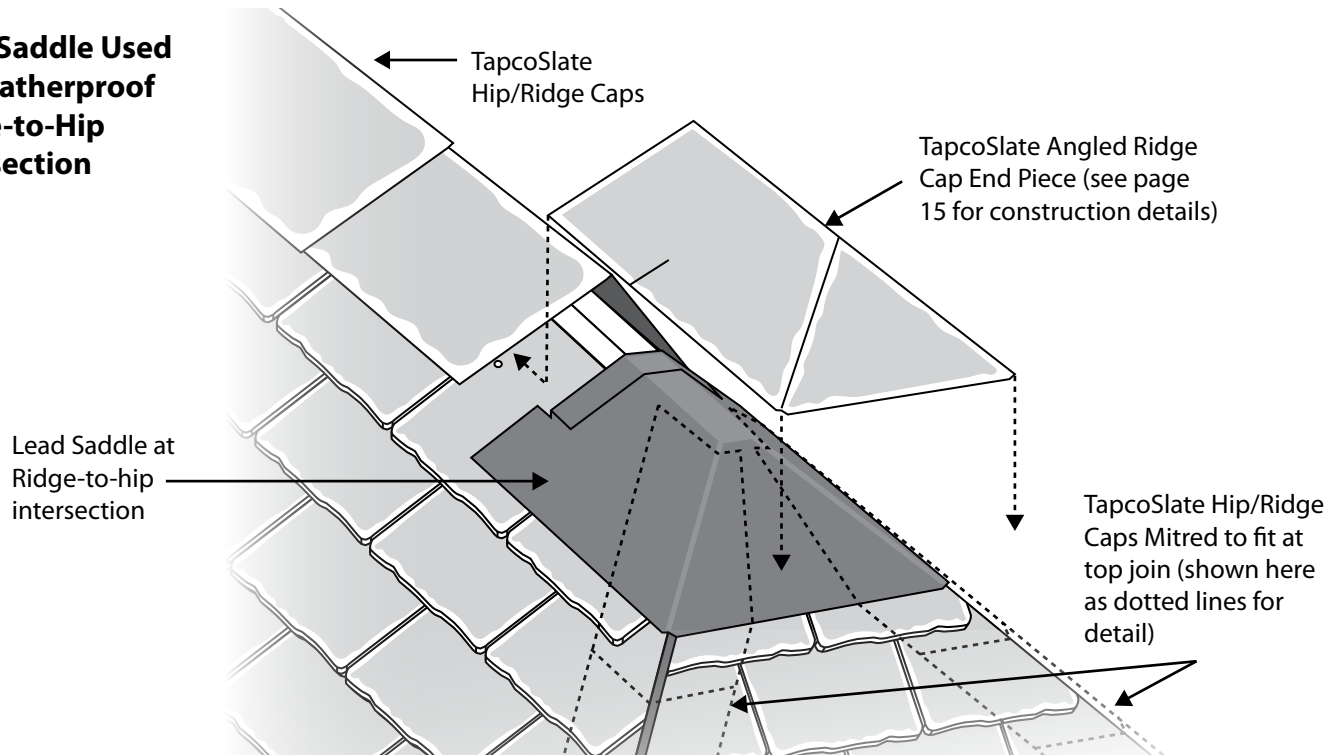 Saddle Used
atherproof
-to-Hip
section
TapcoSlate
Hip/Ridge Caps
TapcoSlate Angled Ridge
Cap End Piece (see page
15 for construction details)
Lead Saddle at
Ridge-to-hip
intersection
TapcoSlate Hip/Ridge
Caps Mitred to fit at
top join (shown here
as dotted lines for
detail)